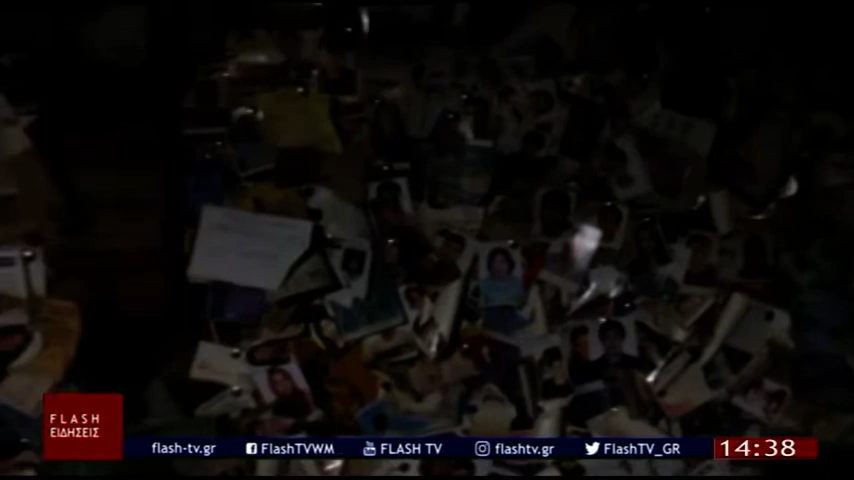 FLASH
ΕΙΔΗΣΕΙΣ
flash-tv.gr FlashTVWM FLASH TV flashtv.gr FlashTV_GR 14:38